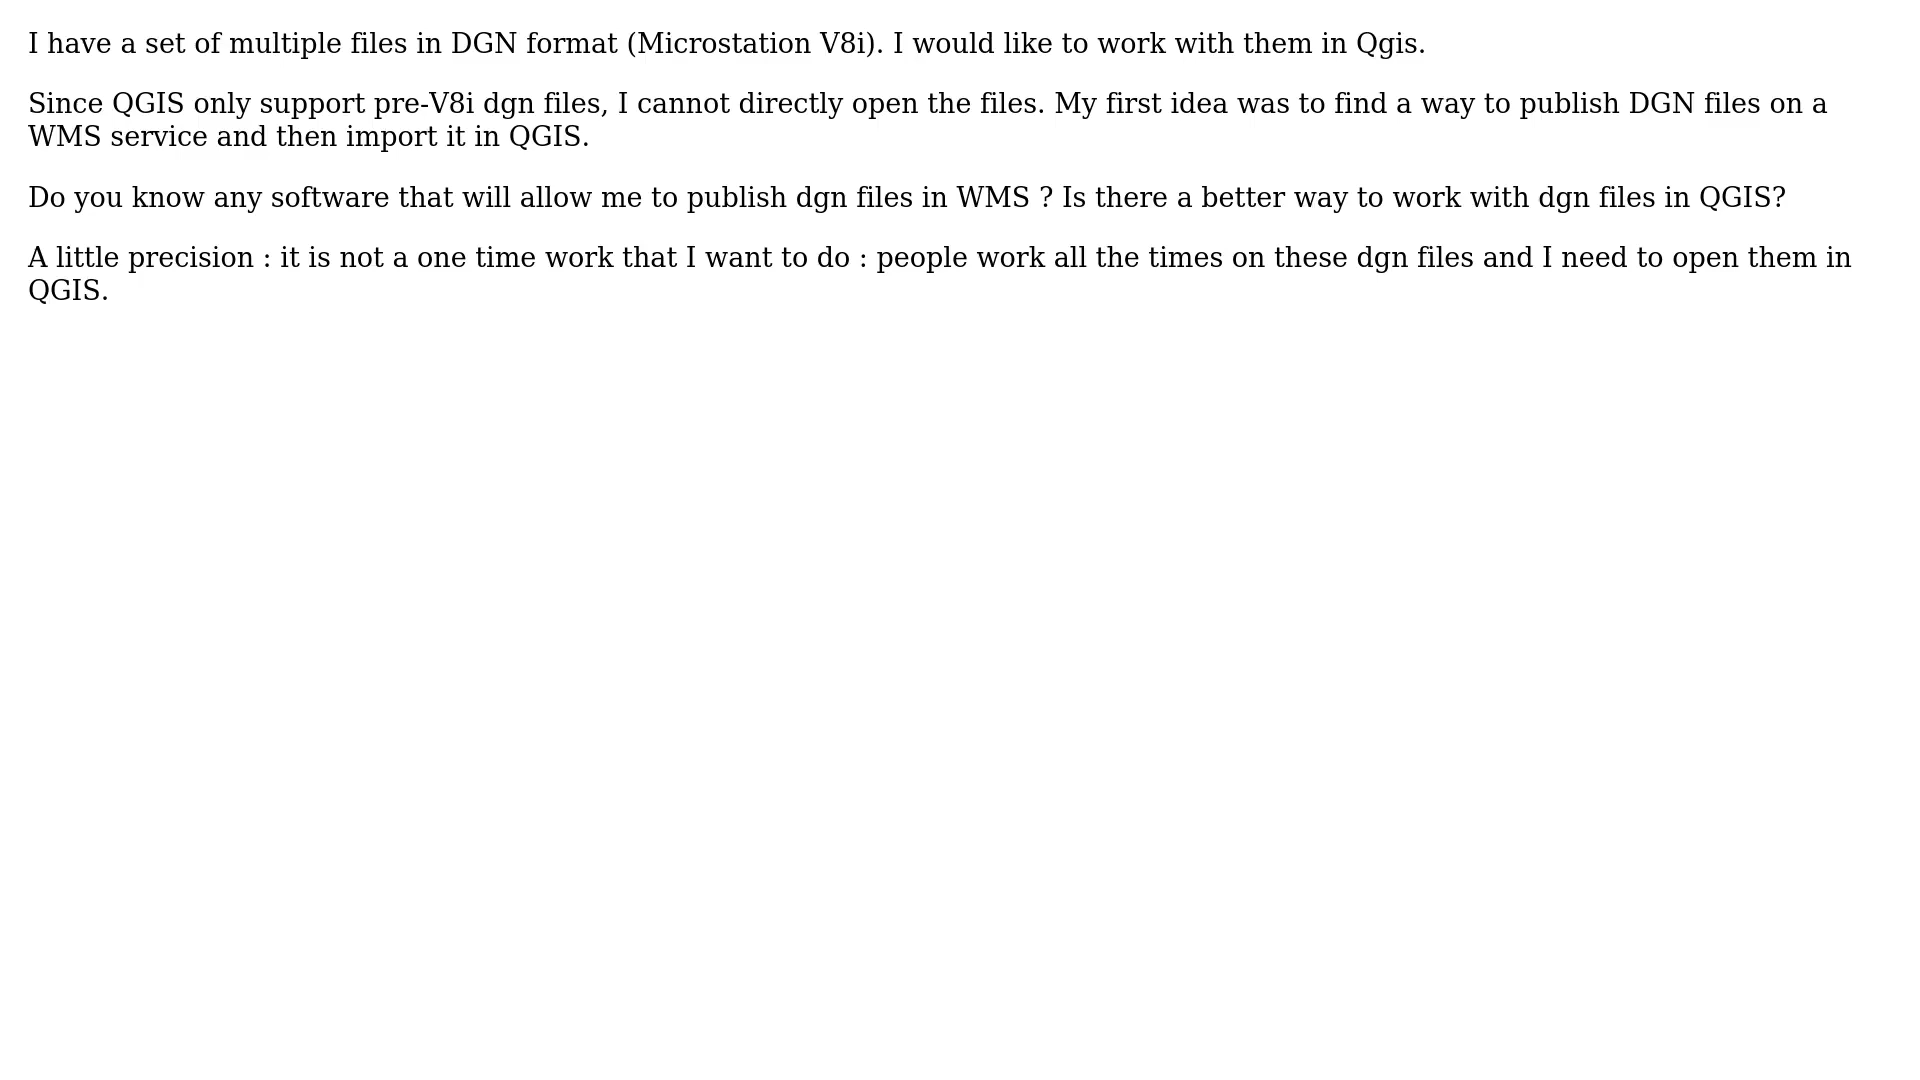 I have a set of multiple files in DGN format (Microstation V8i). I would like to work with them in Qgis.
Since QGIS only support pre-V8i dgn files, I cannot directly open the files. My first idea was to find a way to publish DGN files on a
WMS service and then import it in QGIS.
Do you know any software that will allow me to publish dgn files in WMS ? Is there a better way to work with dgn files in QGIS?
A little precision : it is not a one time work that I want to do : people work all the times on these dgn files and I need to open them in
QGIS.